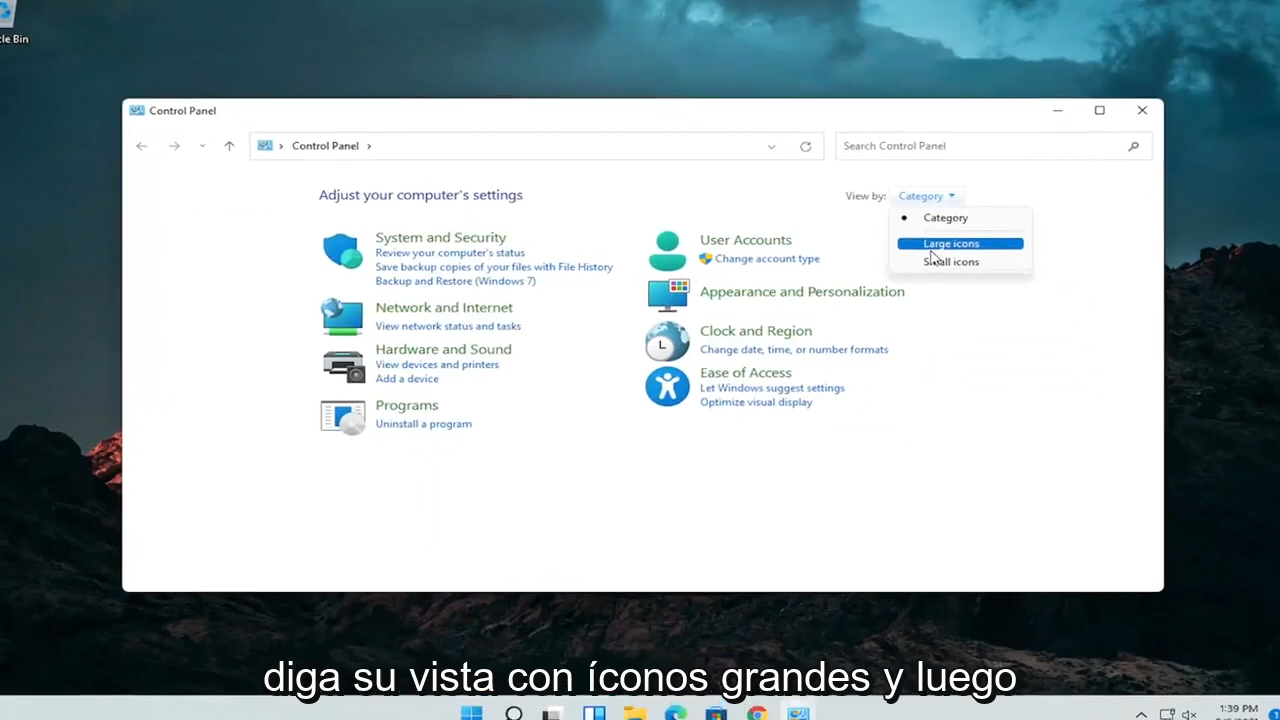 cle Bin
Control Panel
Control Panel
Search Control Panel
Adjust your computer's settings
View by: Category
Category
Large icons
Small icons
System and Security
Review your computer's status
Save backup copies of your files with File History
Backup and Restore (Windows 7)
Network and Internet
View network status and tasks
Hardware and Sound
View devices and printers
Add a device
Programs
Uninstall a program
User Accounts
Change account type
Appearance and Personalization
Clock and Region
Change date, time, or number formats
Ease of Access
Let Windows suggest settings
Optimize visual display
diga su vista con íconos grandes y luego
1:39 PM